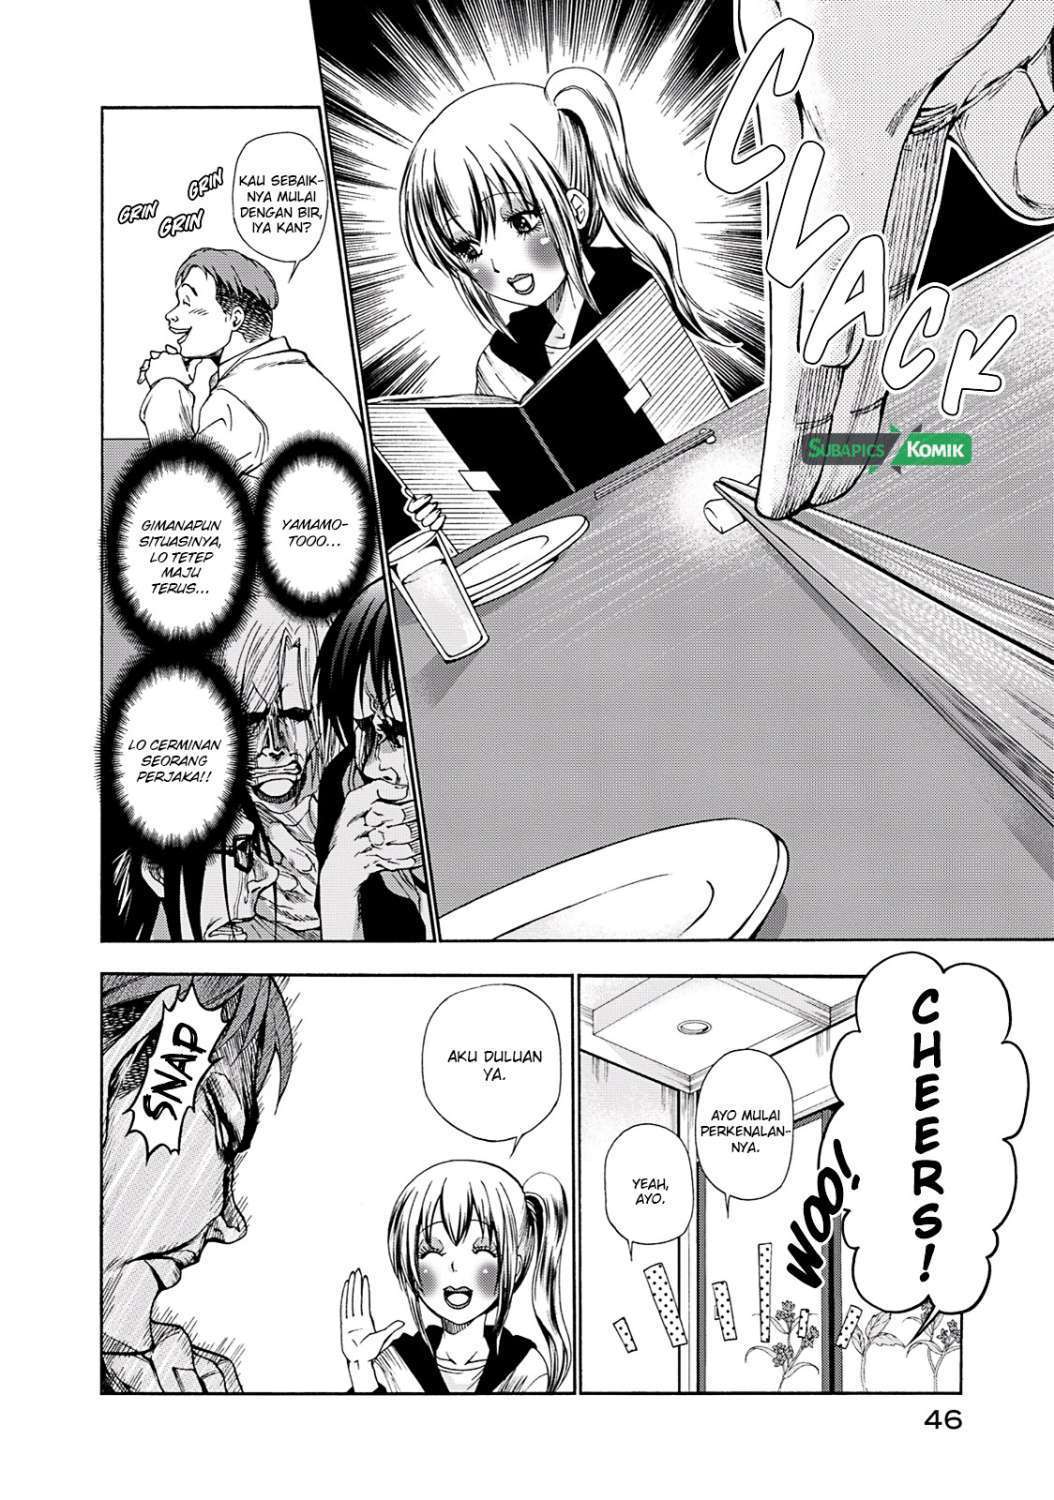 CLACK
KAU SEBAIK-
NYA MULAI
DENGAN BIR,
IYA KAN?
GRIN
GRIN
GRIN
SUBAPICS KOMIK
YAMAMO-
TOOO...
GIMANAPUN
SITUASINYA,
LO TETEP
MAJU
TERUS...
LO CERMINAN
SEORANG
PERJAKA!!
CHEERS!
WOO!
AYO MULAI
PERKENALAN-
NYA.
YEAH,
AYO.
AKU DULUAN
YA.
SNAP
46